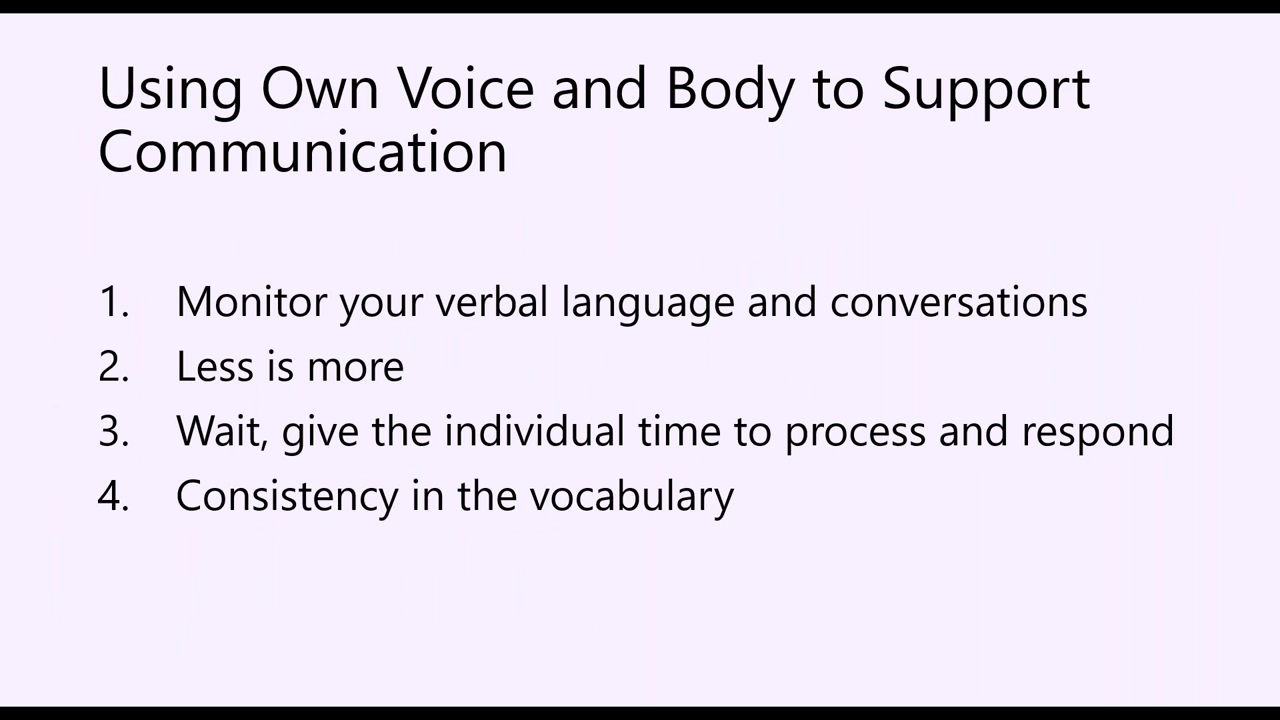 Using Own Voice and Body to Support
Communication
1. Monitor your verbal language and conversations
2. Less is more
3. Wait, give the individual time to process and respond
4. Consistency in the vocabulary